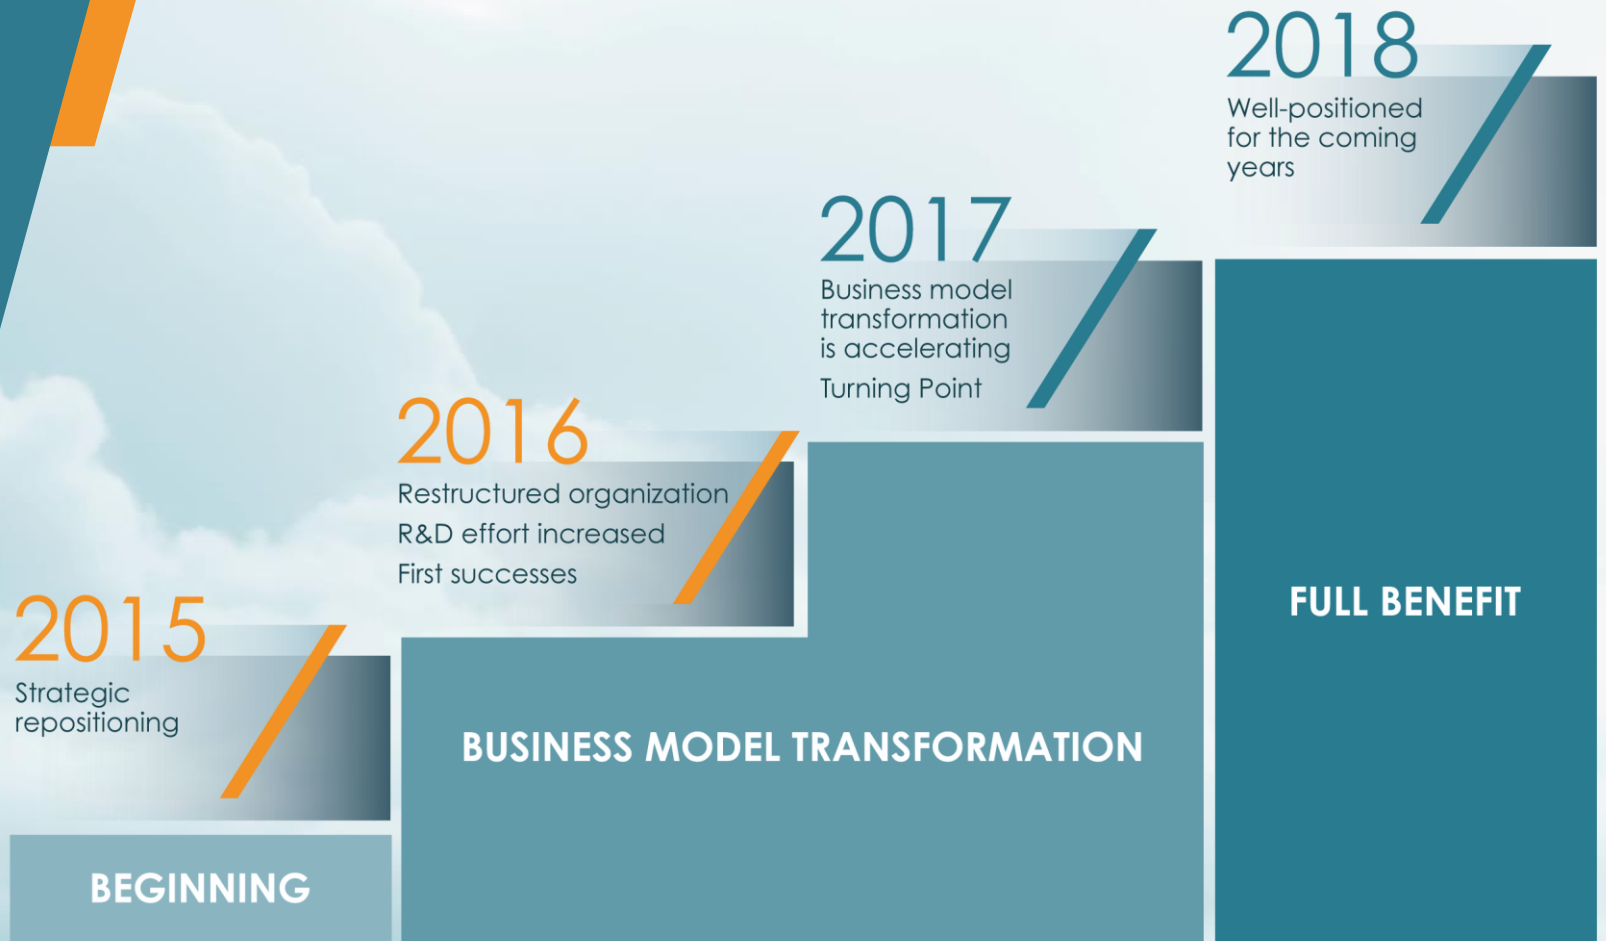 2018
Well-positioned
for the coming
years
2017
Business model
transformation
is accelerating
Turning Point
2016
Restructured organization
R&D effort increased
First successes
2015
Strategic
repositioning
FULL BENEFIT
BUSINESS MODEL TRANSFORMATION
BEGINNING